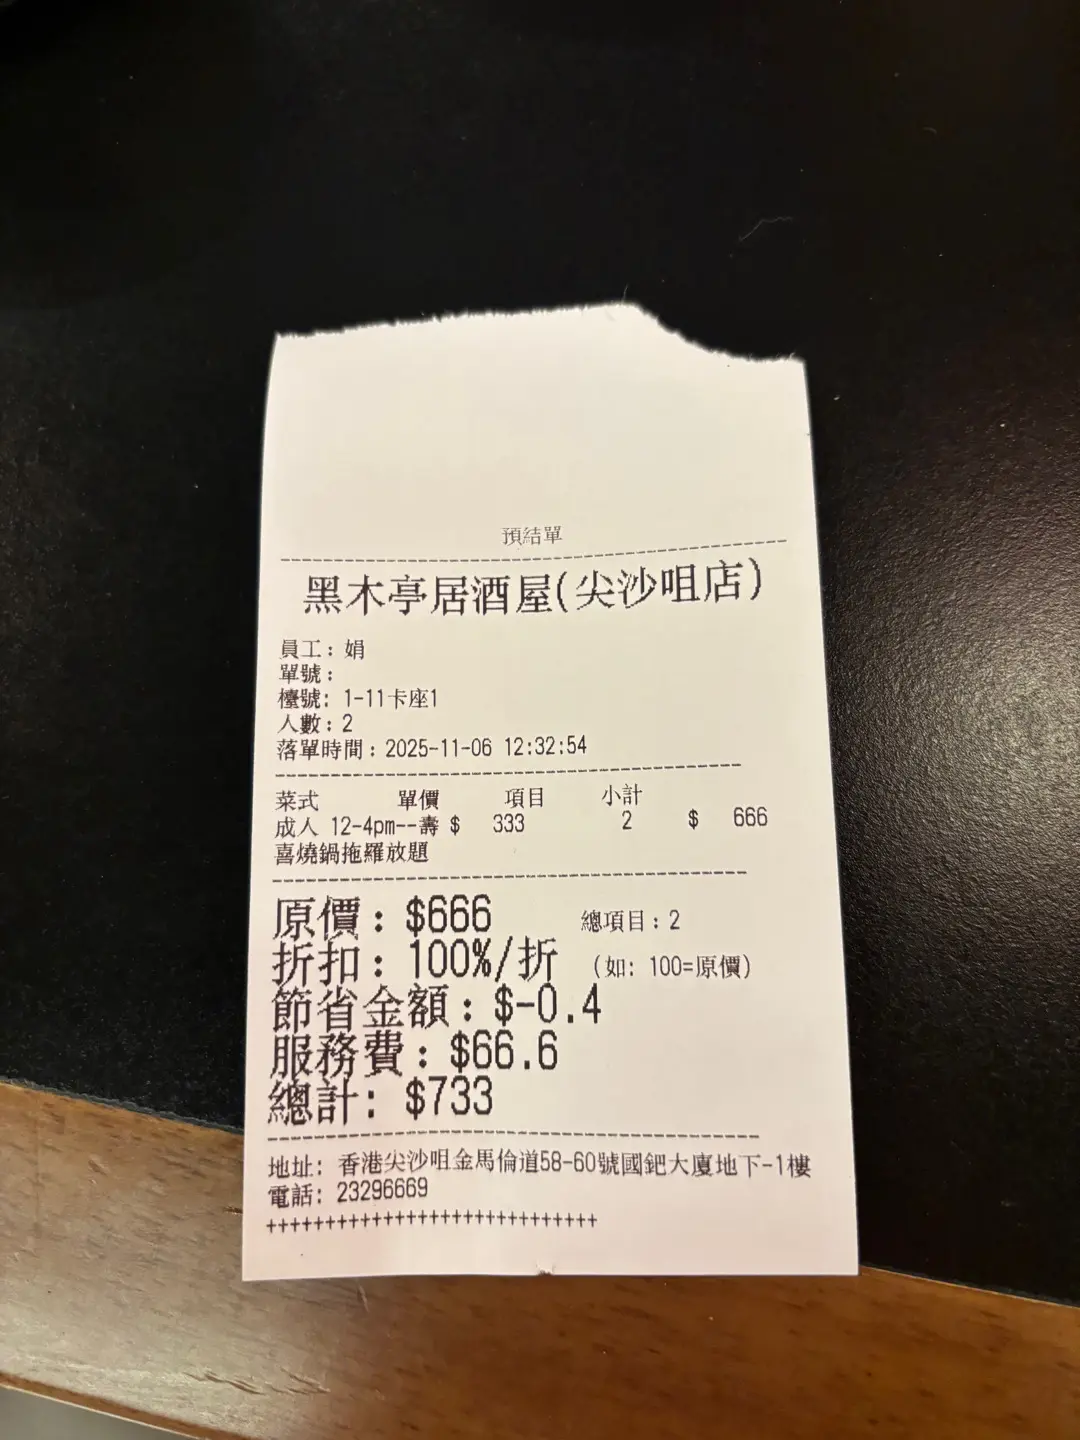 預結單
黑木亭居酒屋(尖沙咀店)
員工: 娟
單號:
檯號: 1-11卡座1
人數: 2
落單時間: 2025-11-06 12:32:54
菜式 單價 項目 小計
成人 12-4pm--壽 $ 333 2 $ 666
喜燒鍋拖羅放題
原價: $666 總項目: 2
折扣: 100%/折 (如: 100=原價)
節省金額: $-0.4
服務費: $66.6
總計: $733
地址: 香港尖沙咀金馬倫道58-60號國鈀大廈地下-1樓
電話: 23296669
++++++++++++++++++++++++++++